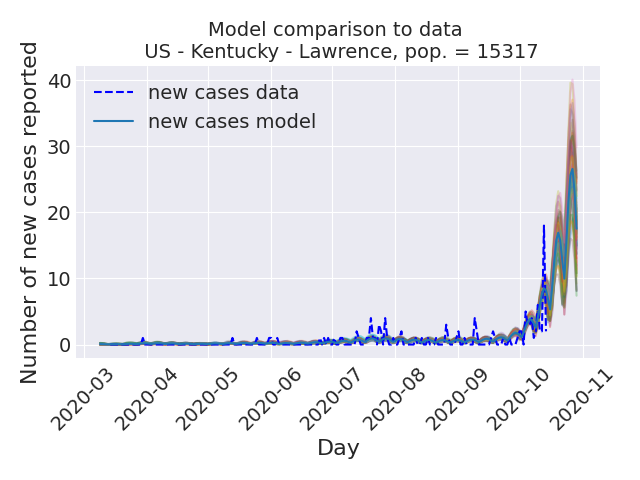 Model comparison to data
US - Kentucky - Lawrence, pop. = 15317
Number of new cases reported
40
30
20
10
0
new cases data
new cases model
2020-03
2020-04
2020-05
2020-06
2020-07
2020-08
2020-09
2020-10
2020-11
Day